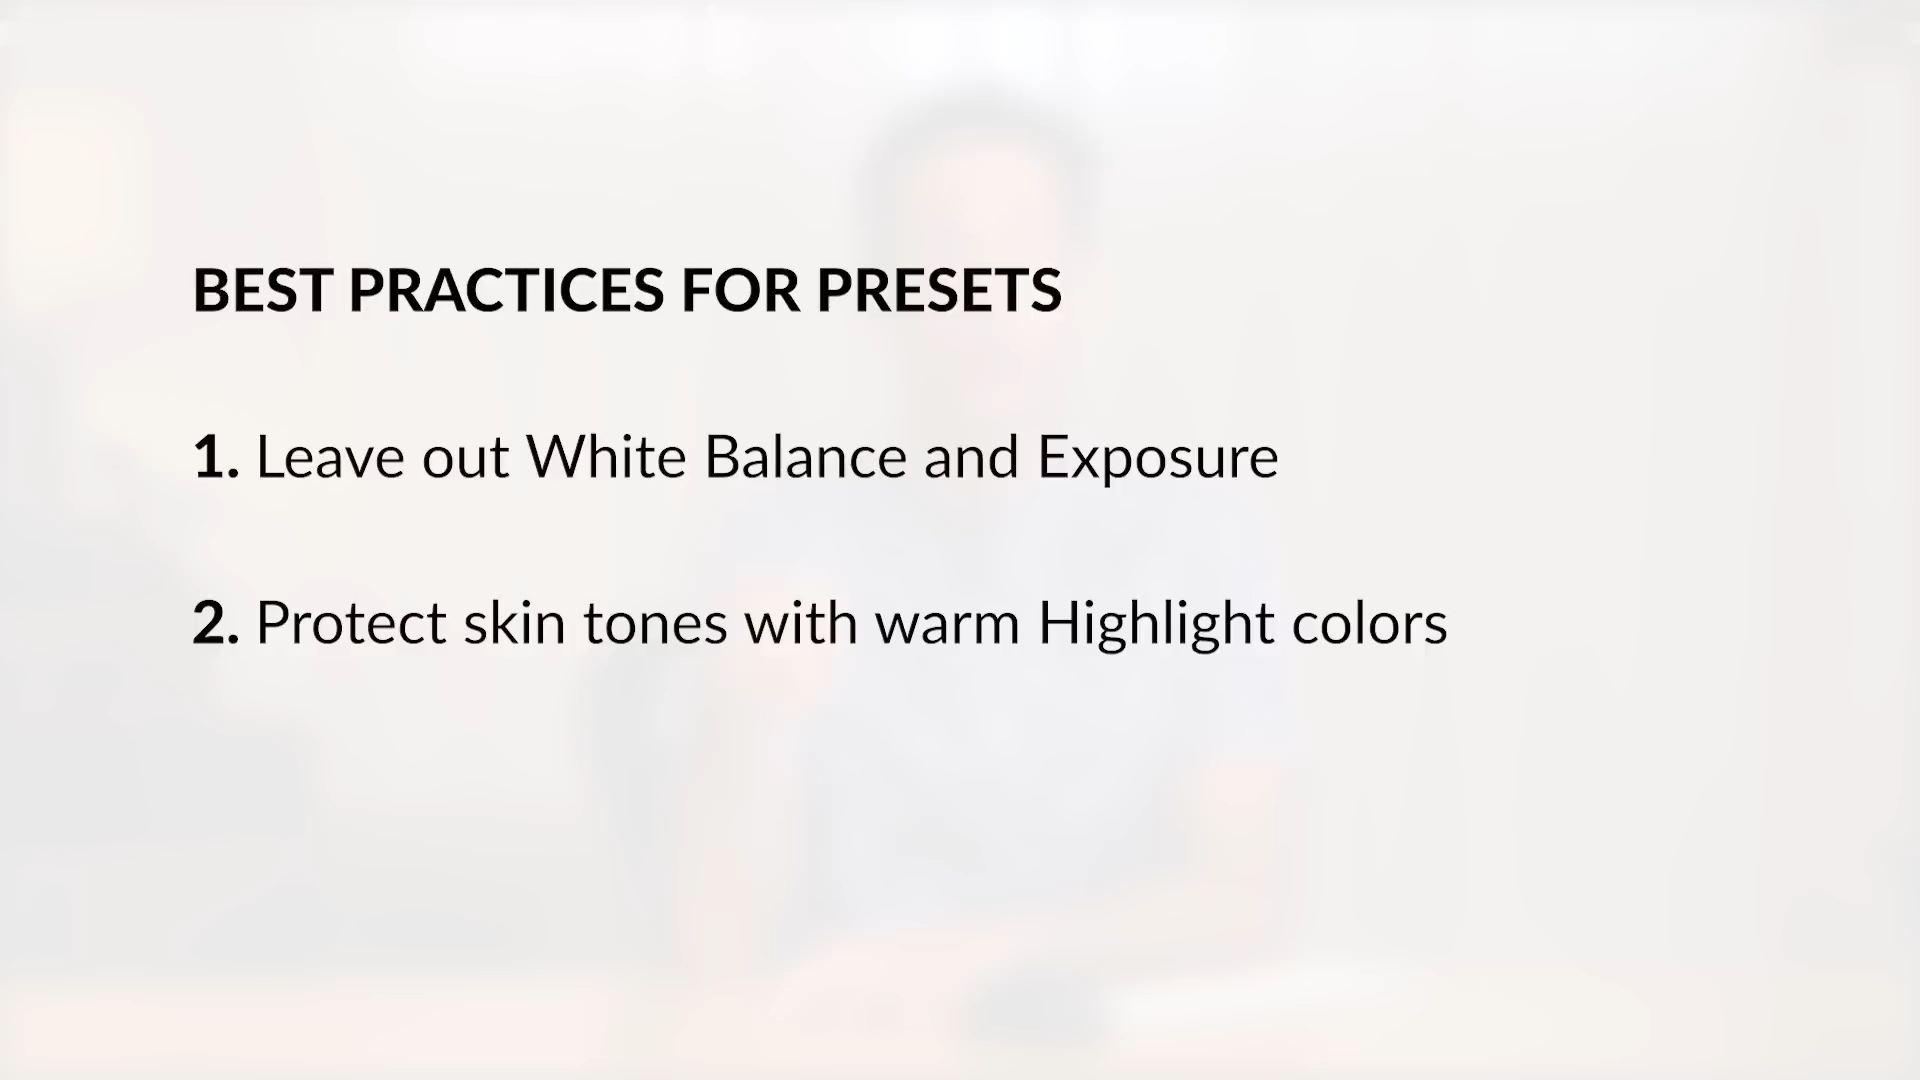 BEST PRACTICES FOR PRESETS
1. Leave out White Balance and Exposure
2. Protect skin tones with warm Highlight colors